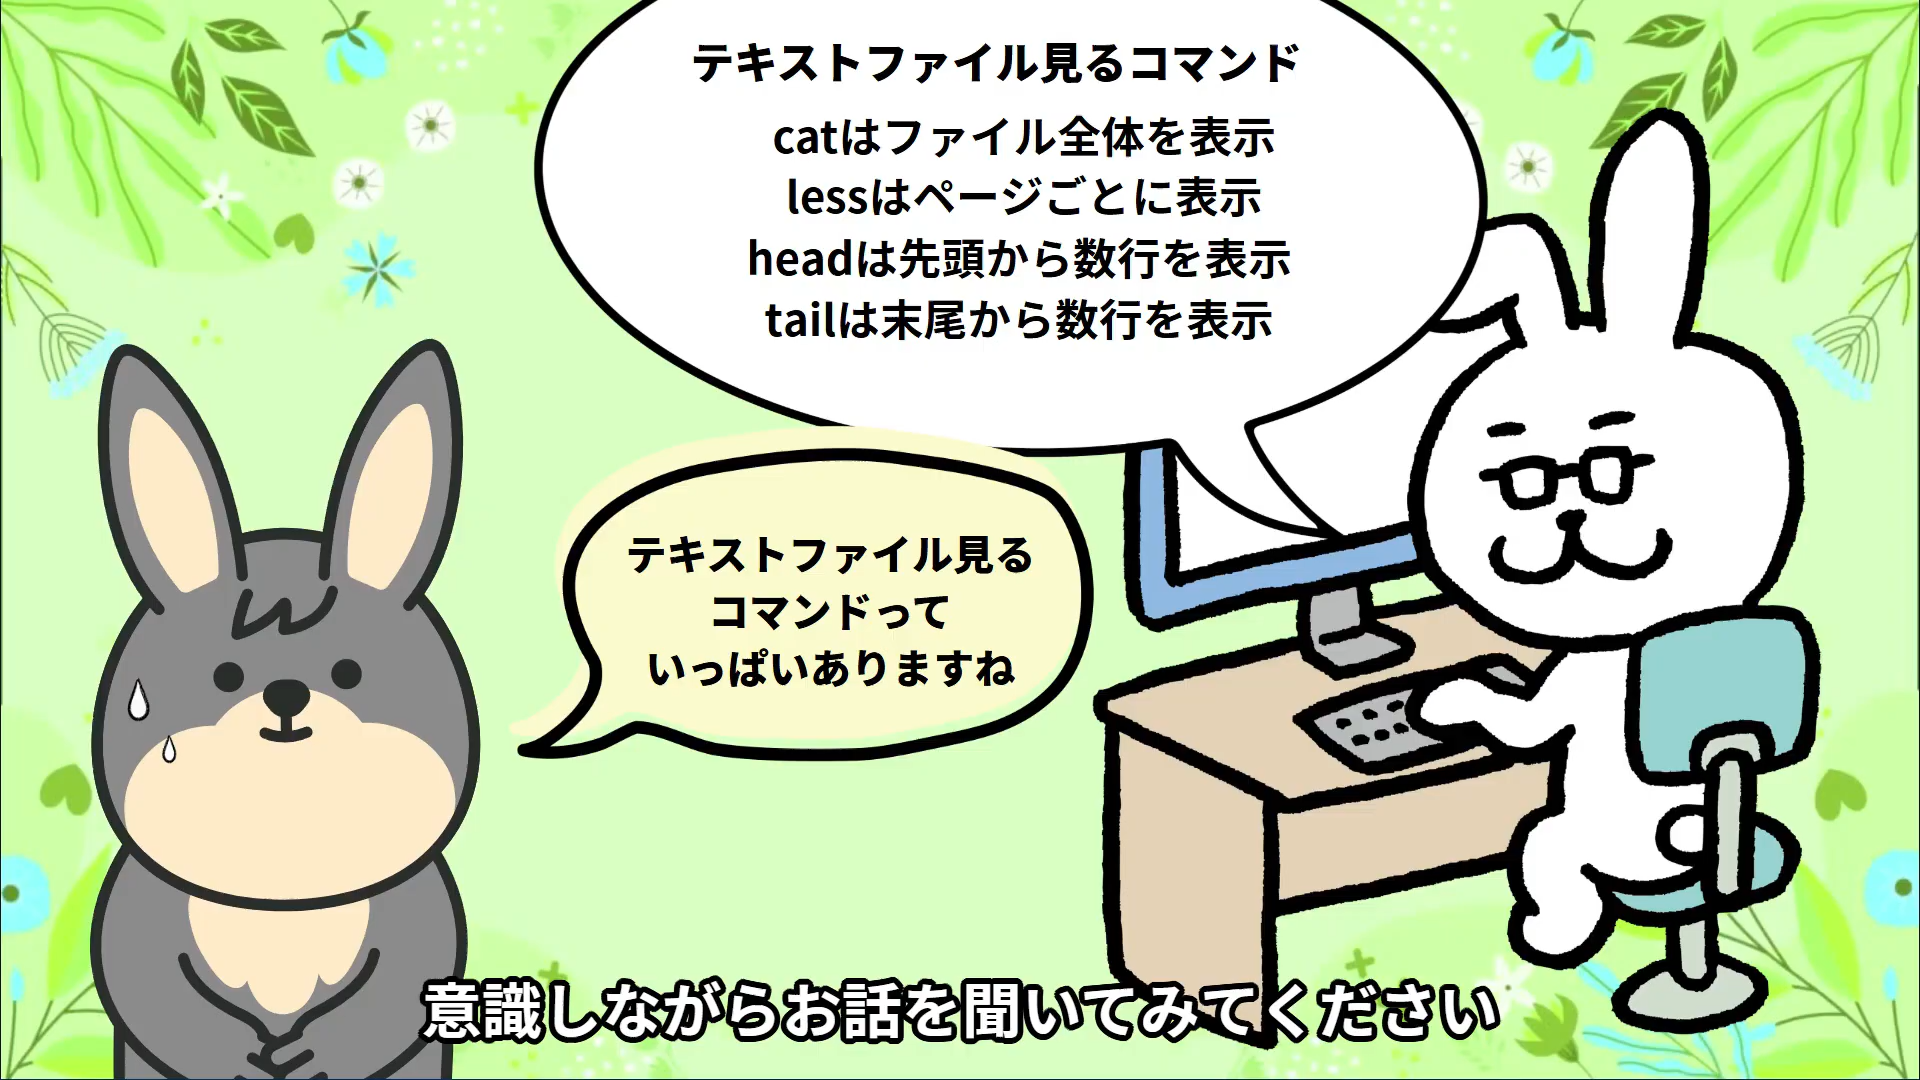 テキストファイル見るコマンド
catはファイル全体を表示
lessはページごとに表示
headは先頭から数行を表示
tailは末尾から数行を表示
テキストファイル見る
コマンドって
いっぱいありますね
意識しながらお話を聞いてみてください